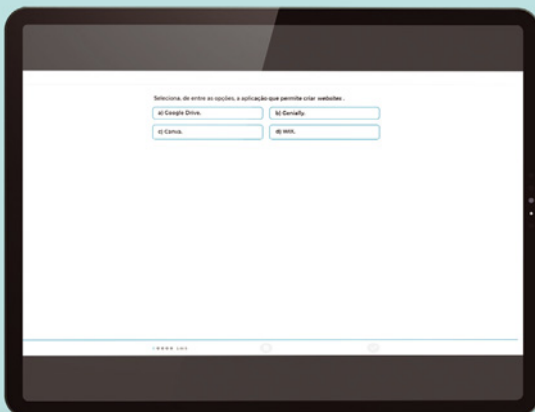 Seleciona, de entre as opções, a aplicação que permite criar websites .
a) Google Drive.
b) Genially.
c) Canva.
d) WIX.